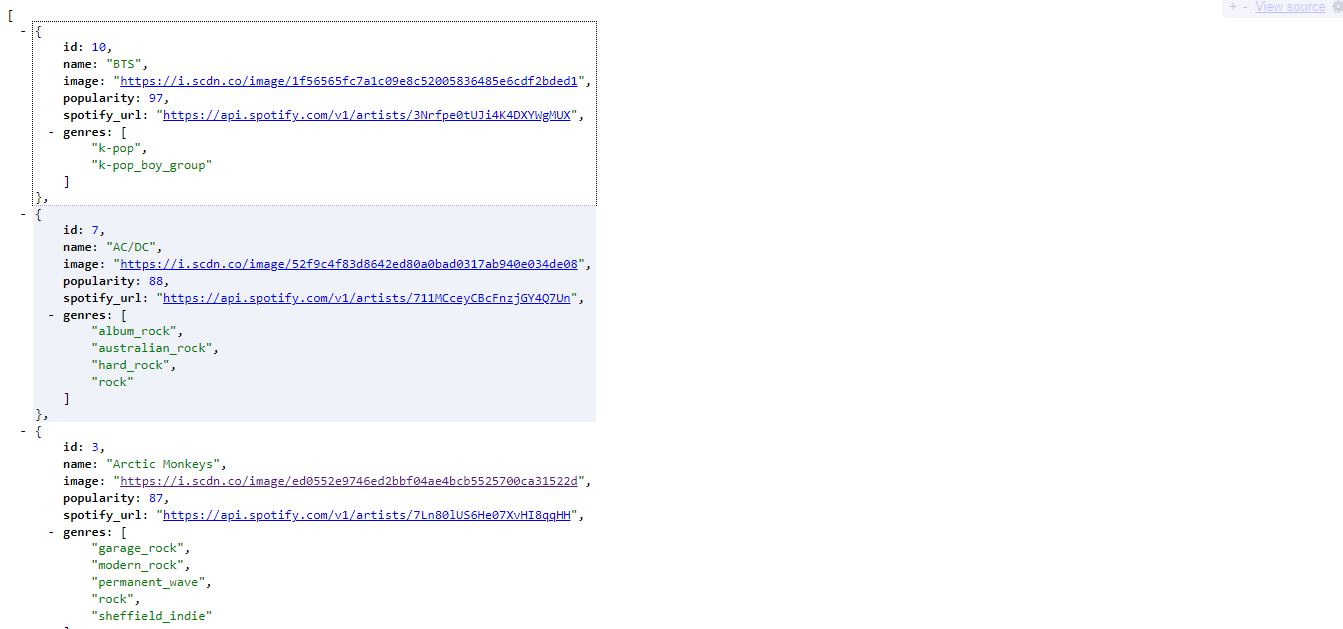 + - View source
[
- {
id: 10,
name: "BTS",
image: "https://i.scdn.co/image/1f56565fc7a1c09e8c52005836485e6cdf2bded1",
popularity: 97,
spotify_url: "https://api.spotify.com/v1/artists/3Nrfpe0tUJi4K4DXYWgMUX",
- genres: [
"k-pop",
"k-pop_boy_group"
]
},
- {
id: 7,
name: "AC/DC",
image: "https://i.scdn.co/image/52f9c4f83d8642ed80a0bad0317ab940e034de08",
popularity: 88,
spotify_url: "https://api.spotify.com/v1/artists/711MCceyCBcFnzjGY4Q7Un",
- genres: [
"album_rock",
"australian_rock",
"hard_rock",
"rock"
]
},
- {
id: 3,
name: "Arctic Monkeys",
image: "https://i.scdn.co/image/ed0552e9746ed2bbf04ae4bcb5525700ca31522d",
popularity: 87,
spotify_url: "https://api.spotify.com/v1/artists/7Ln80lUS6He07XvHI8qqHH",
- genres: [
"garage_rock",
"modern_rock",
"permanent_wave",
"rock",
"sheffield_indie"